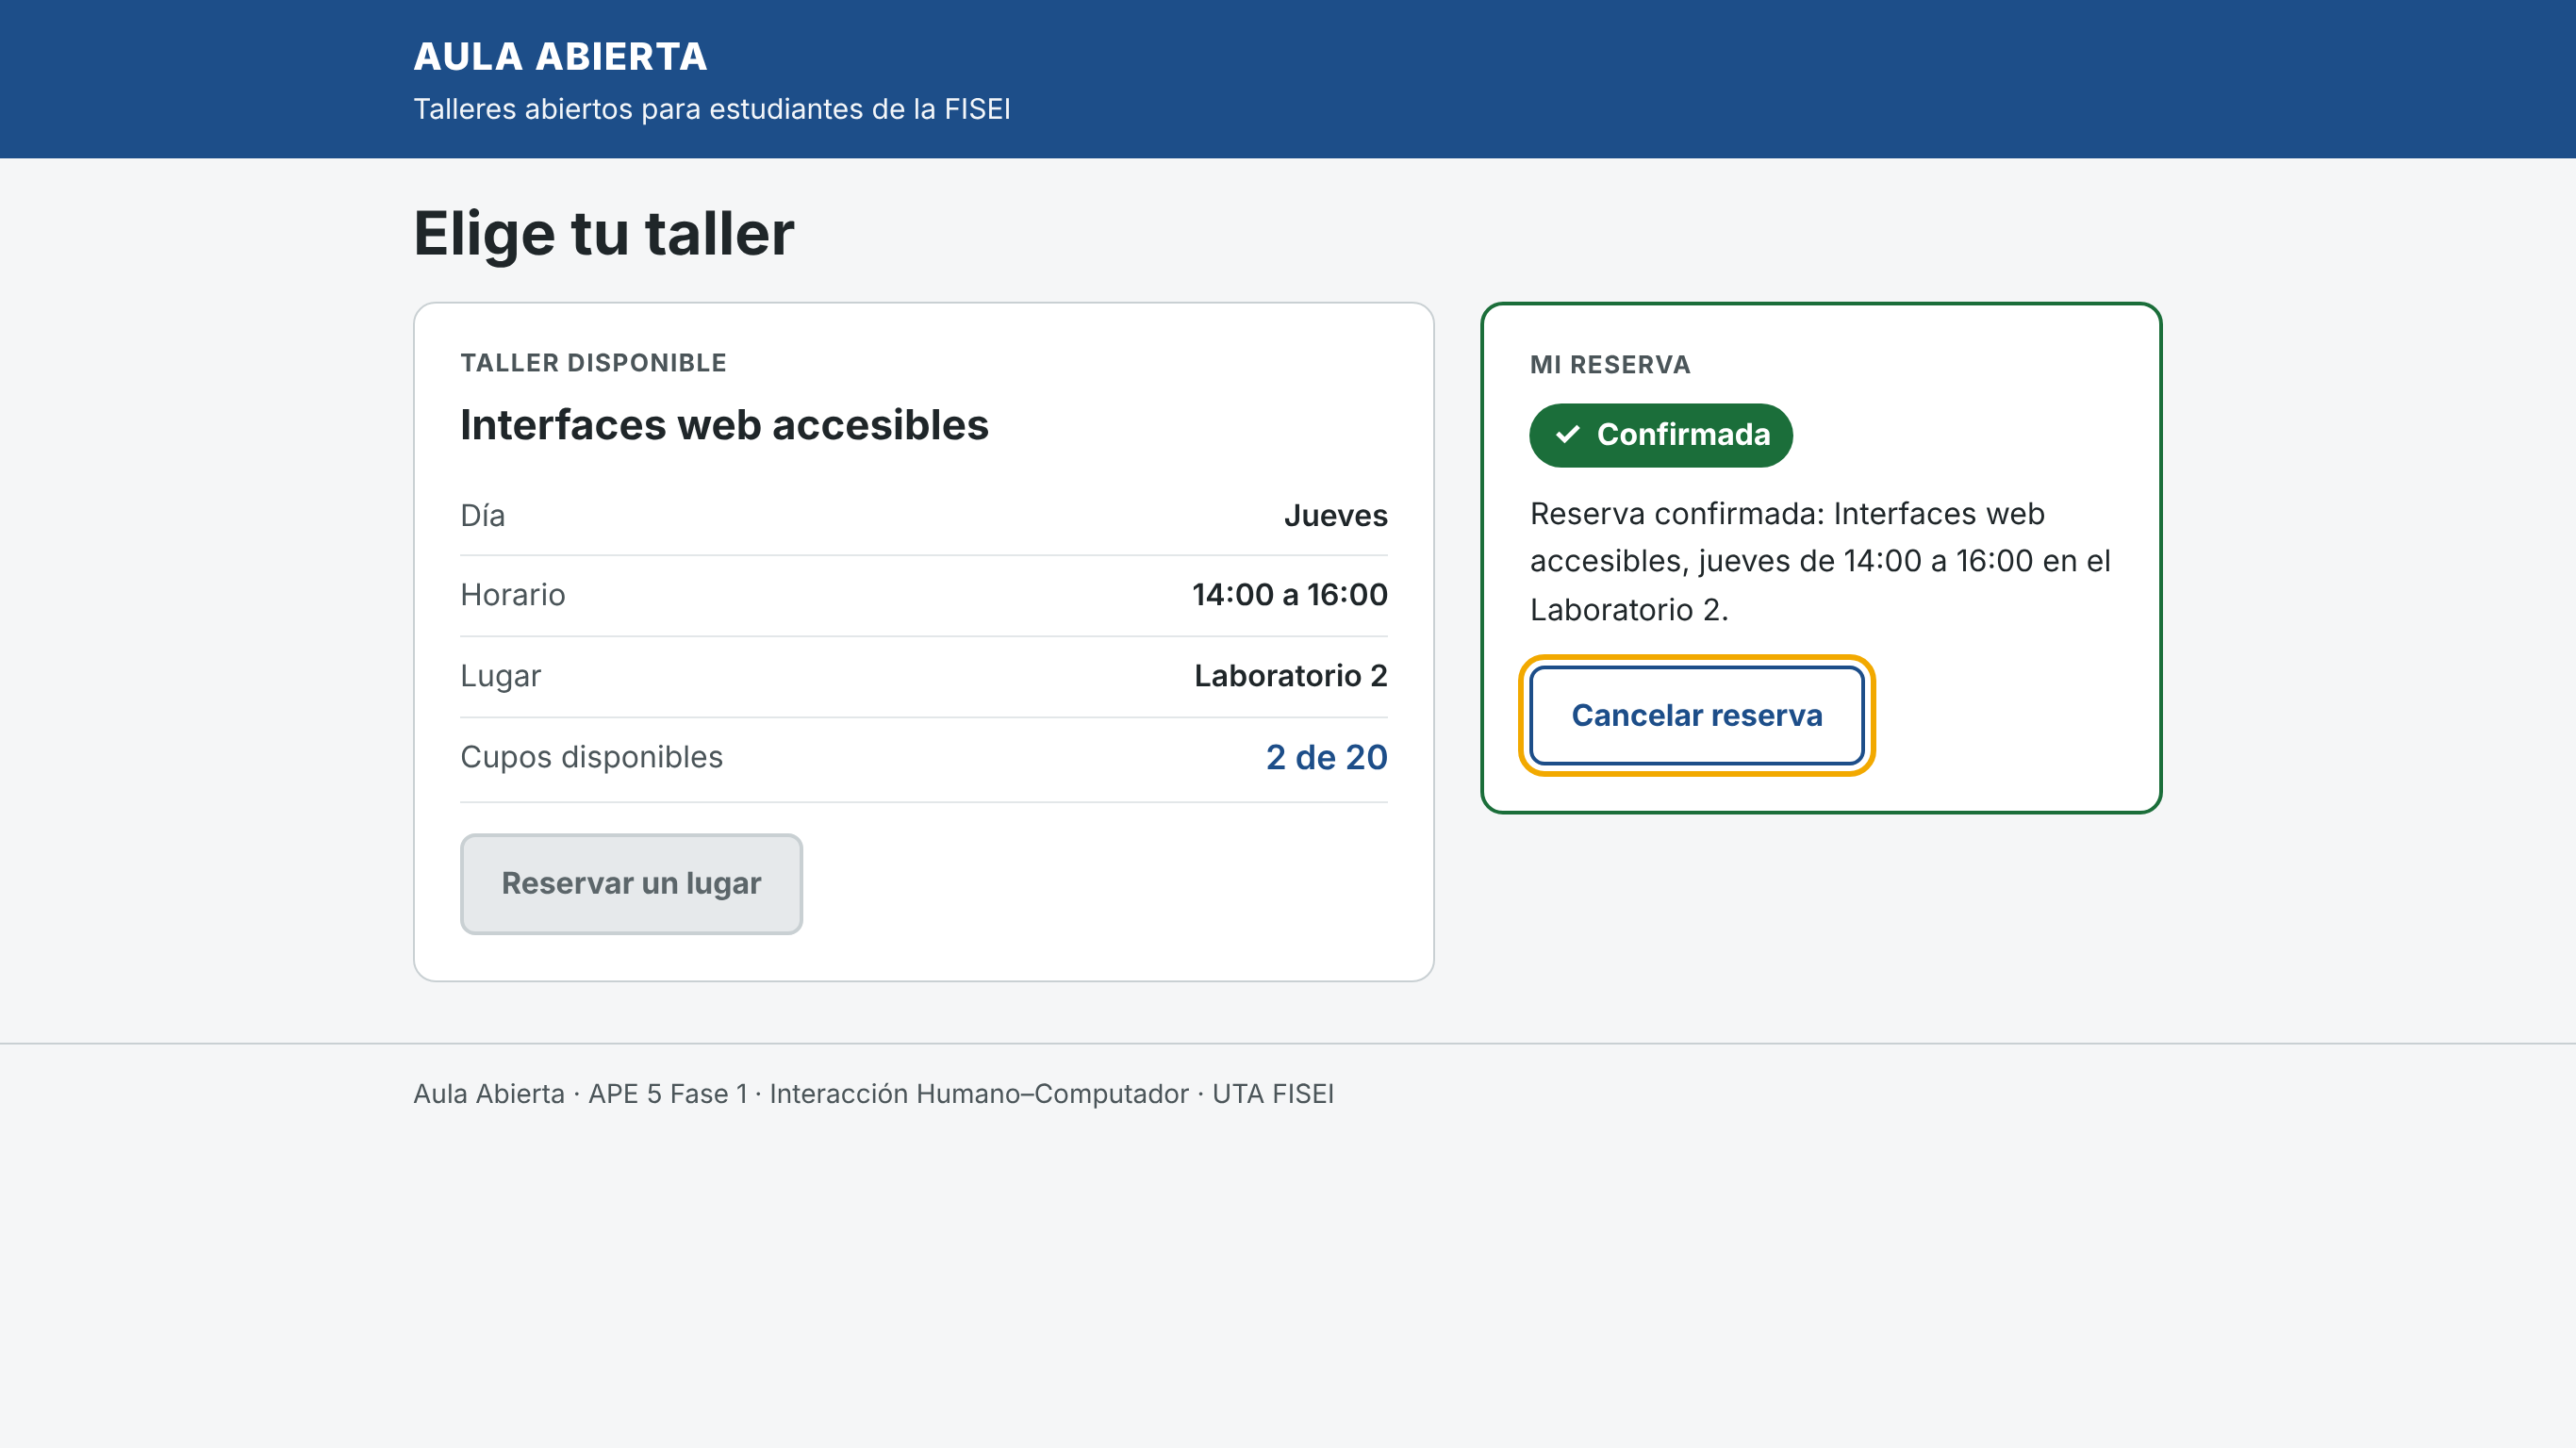 AULA ABIERTA
Talleres abiertos para estudiantes de la FISEI
Elige tu taller
TALLER DISPONIBLE
Interfaces web accesibles
Día Jueves
Horario 14:00 a 16:00
Lugar Laboratorio 2
Cupos disponibles 2 de 20
Reservar un lugar
MI RESERVA
✓ Confirmada
Reserva confirmada: Interfaces web
accesibles, jueves de 14:00 a 16:00 en el
Laboratorio 2.
Cancelar reserva
Aula Abierta · APE 5 Fase 1 · Interacción Humano–Computador · UTA FISEI